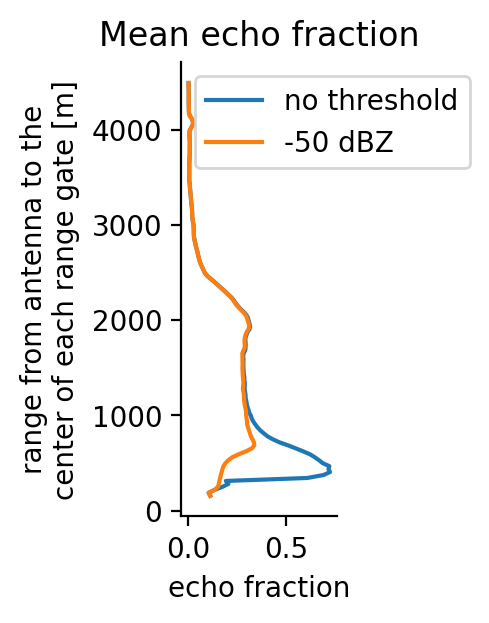 Mean echo fraction
no threshold
-50 dBZ
range from antenna to the
center of each range gate [m]
4000
3000
2000
1000
0
0.0 0.5
echo fraction